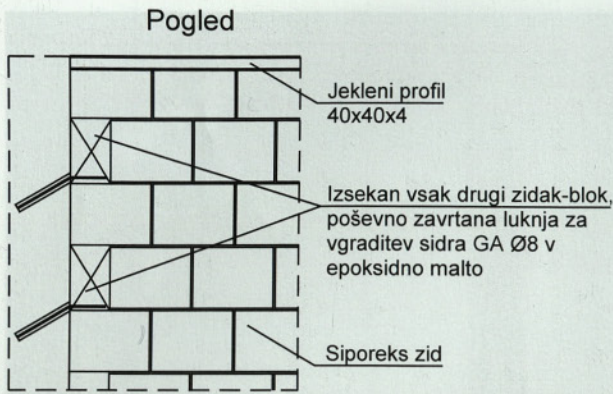 Pogled
Jekleni profil
40x40x4
Izsekan vsak drugi zidak-blok,
poševno zavrtana luknja za
vgraditev sidra GA Ø8 v
epoksidno malto
Siporeks zid